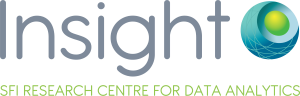 Insight
SFI RESEARCH CENTRE FOR DATA ANALYTICS